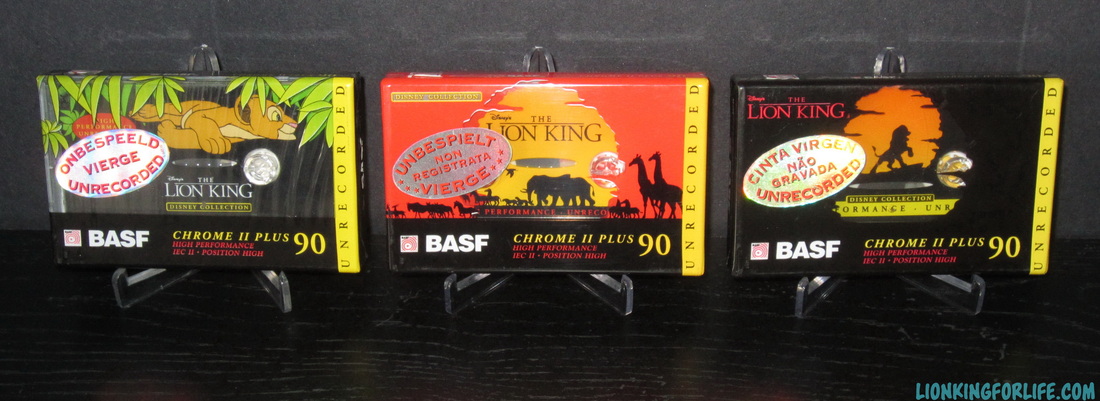 HIGH
PERFORMANCE
ONBESPEELD
VIERGE
UNRECORDED
Disney's
THE
LION KING
DISNEY COLLECTION
BASF
CHROME II PLUS 90
HIGH PERFORMANCE
IEC II · POSITION HIGH
UNRECORDED
DISNEY COLLECTION
Disney's
THE
LION KING
UNBESPIELT
NON
REGISTRATA
VIERGE
PERFORMANCE · UNRECO
BASF
CHROME II PLUS 90
HIGH PERFORMANCE
IEC II · POSITION HIGH
UNRECORDED
Disney's
THE
LION KING
CINTA VIRGEN
NÃO
GRAVADA
UNRECORDED
DISNEY COLLECTION
ORMANCE · UNR
BASF
CHROME II PLUS 90
HIGH PERFORMANCE
IEC II · POSITION HIGH
UNRECORDED
LIONKINGFORLIFE.COM